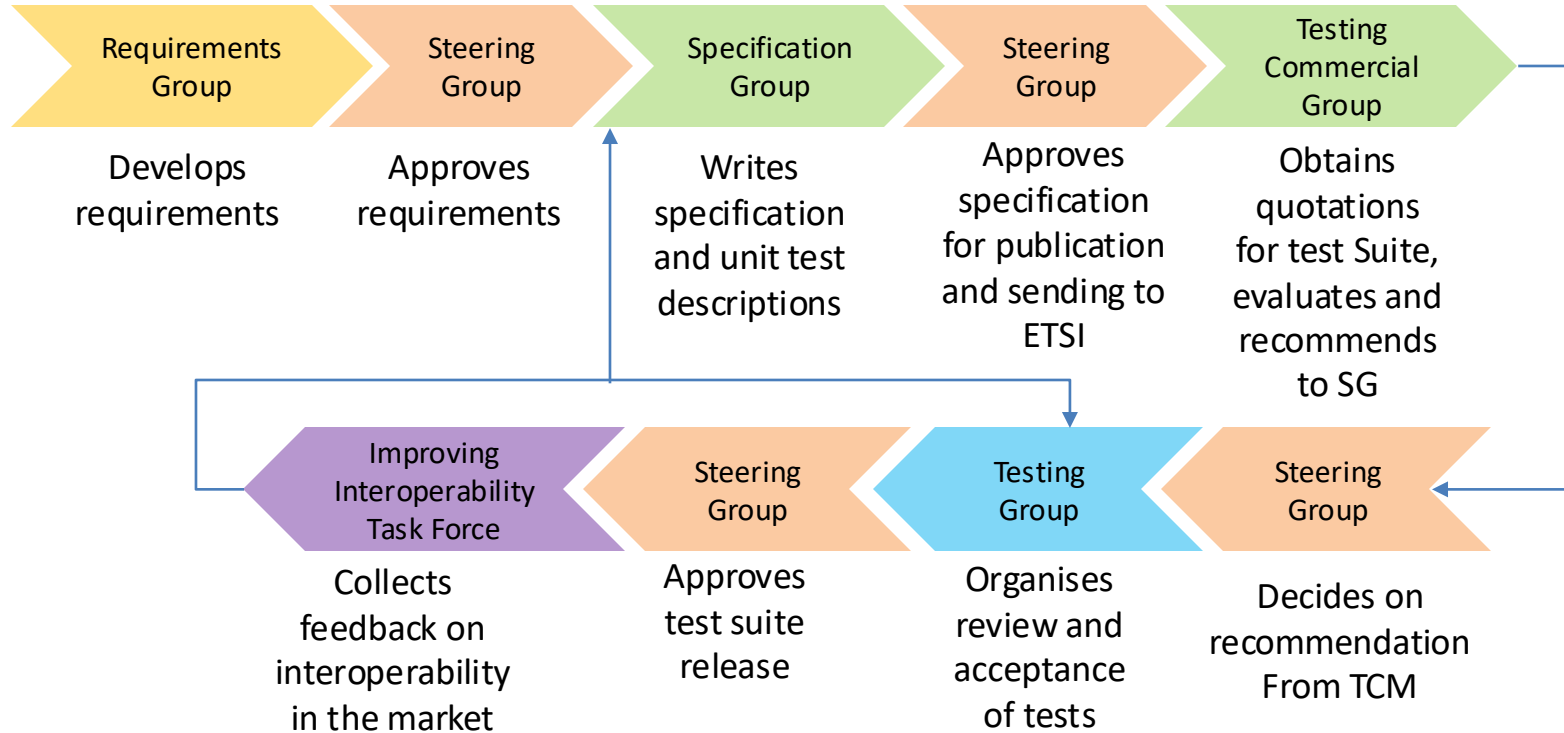 Requirements
Group
Steering
Group
Specification
Group
Steering
Group
Testing
Commercial
Group
Develops
requirements
Approves
requirements
Writes
specification
and unit test
descriptions
Approves
specification
for publication
and sending to
ETSI
Obtains
quotations
for test Suite,
evaluates and
recommends
to SG
Improving
Interoperability
Task Force
Steering
Group
Testing
Group
Steering
Group
Collects
feedback on
interoperability
in the market
Approves
test suite
release
Organises
review and
acceptance
of tests
Decides on
recommendation
From TCM